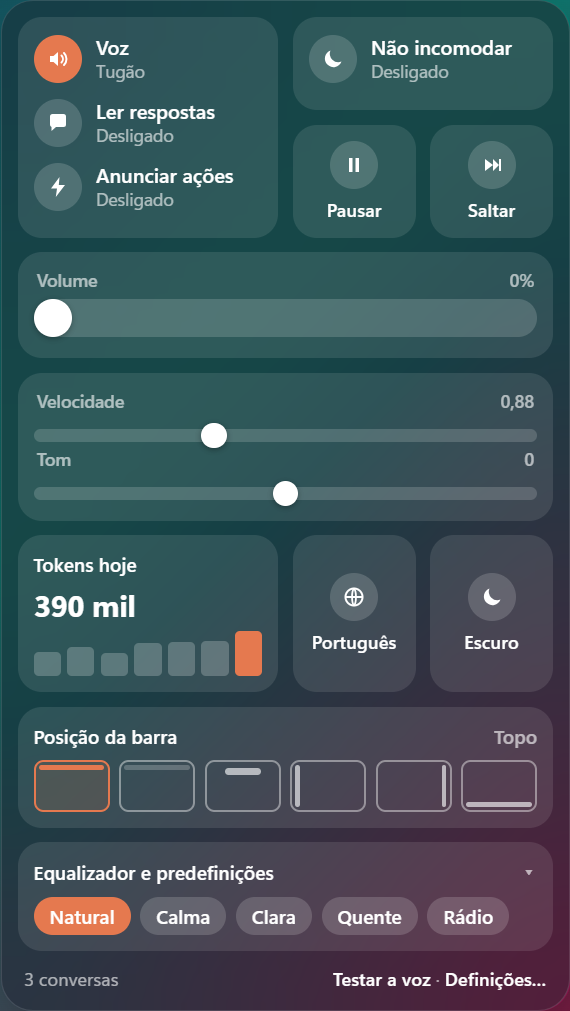 Voz
Tugão
Ler respostas
Desligado
Anunciar ações
Desligado
Não incomodar
Desligado
Pausar
Saltar
Volume
0%
Velocidade
0,88
Tom
0
Tokens hoje
390 mil
Português
Escuro
Posição da barra
Topo
Equalizador e predefinições
Natural
Calma
Clara
Quente
Rádio
3 conversas
Testar a voz · Definições...